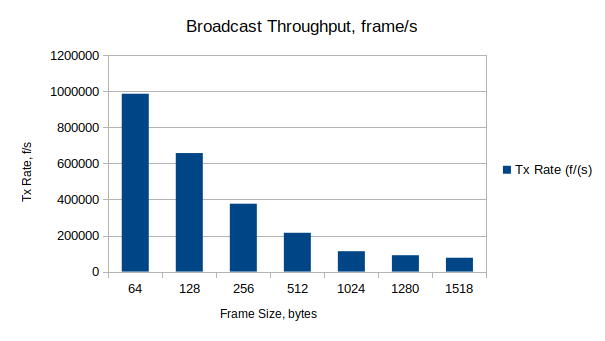 Broadcast Throughput, frame/s
1200000
1000000
800000
600000
400000
200000
0
Tx Rate, f/s
64 128 256 512 1024 1280 1518
Frame Size, bytes
Tx Rate (f/(s)